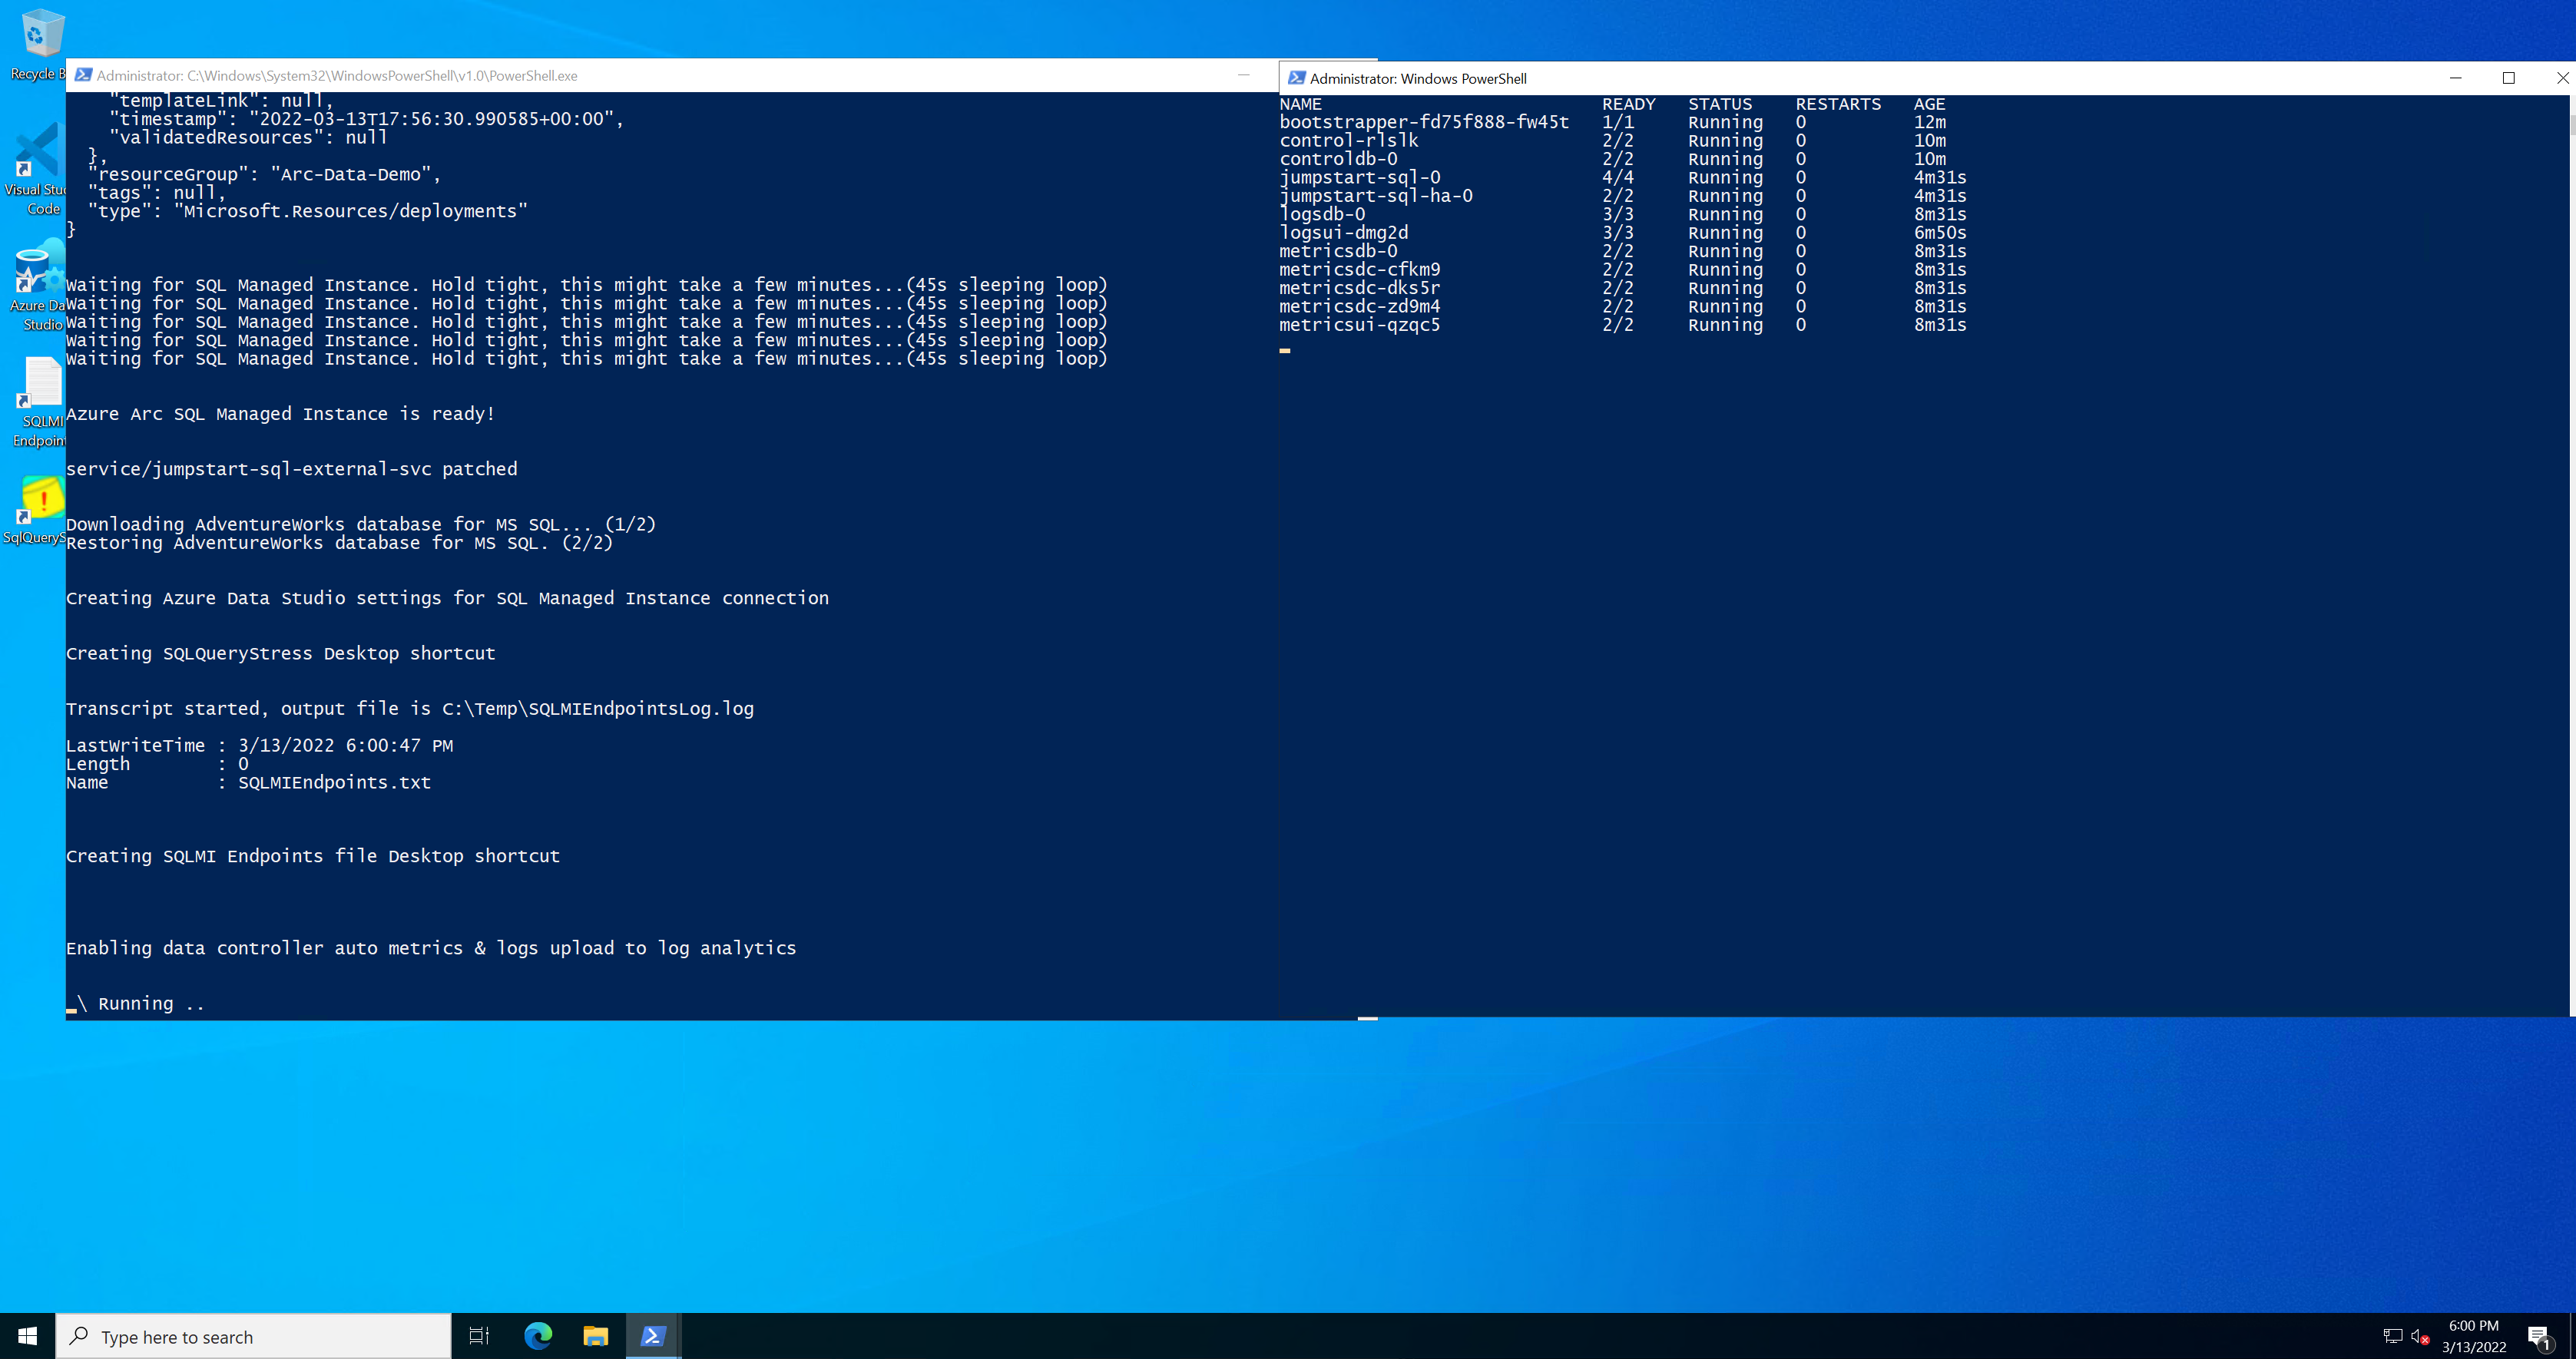 Recycle B
Visual Stu
Code
Azure Da
Studio
SQLMI
Endpoin
SqlQueryS
Administrator: C:\Windows\System32\WindowsPowerShell\v1.0\PowerShell.exe
    "templateLink": null,
    "timestamp": "2022-03-13T17:56:30.990585+00:00",
    "validatedResources": null
  },
  "resourceGroup": "Arc-Data-Demo",
  "tags": null,
  "type": "Microsoft.Resources/deployments"
}
Waiting for SQL Managed Instance. Hold tight, this might take a few minutes...(45s sleeping loop)
Waiting for SQL Managed Instance. Hold tight, this might take a few minutes...(45s sleeping loop)
Waiting for SQL Managed Instance. Hold tight, this might take a few minutes...(45s sleeping loop)
Waiting for SQL Managed Instance. Hold tight, this might take a few minutes...(45s sleeping loop)
Waiting for SQL Managed Instance. Hold tight, this might take a few minutes...(45s sleeping loop)
Azure Arc SQL Managed Instance is ready!
service/jumpstart-sql-external-svc patched
Downloading AdventureWorks database for MS SQL... (1/2)
Restoring AdventureWorks database for MS SQL. (2/2)
Creating Azure Data Studio settings for SQL Managed Instance connection
Creating SQLQueryStress Desktop shortcut
Transcript started, output file is C:\Temp\SQLMIEndpointsLog.log
LastWriteTime : 3/13/2022 6:00:47 PM
Length        : 0
Name          : SQLMIEndpoints.txt
Creating SQLMI Endpoints file Desktop shortcut
Enabling data controller auto metrics & logs upload to log analytics
\ Running ..
Administrator: Windows PowerShell
NAME                          READY   STATUS    RESTARTS   AGE
bootstrapper-fd75f888-fw45t   1/1     Running   0          12m
control-rlslk                 2/2     Running   0          10m
controldb-0                   2/2     Running   0          10m
jumpstart-sql-0               4/4     Running   0          4m31s
jumpstart-sql-ha-0            2/2     Running   0          4m31s
logsdb-0                      3/3     Running   0          8m31s
logsui-dmg2d                  3/3     Running   0          6m50s
metricsdb-0                   2/2     Running   0          8m31s
metricsdc-cfkm9               2/2     Running   0          8m31s
metricsdc-dks5r               2/2     Running   0          8m31s
metricsdc-zd9m4               2/2     Running   0          8m31s
metricsui-qzqc5               2/2     Running   0          8m31s
Type here to search
6:00 PM
3/13/2022
1